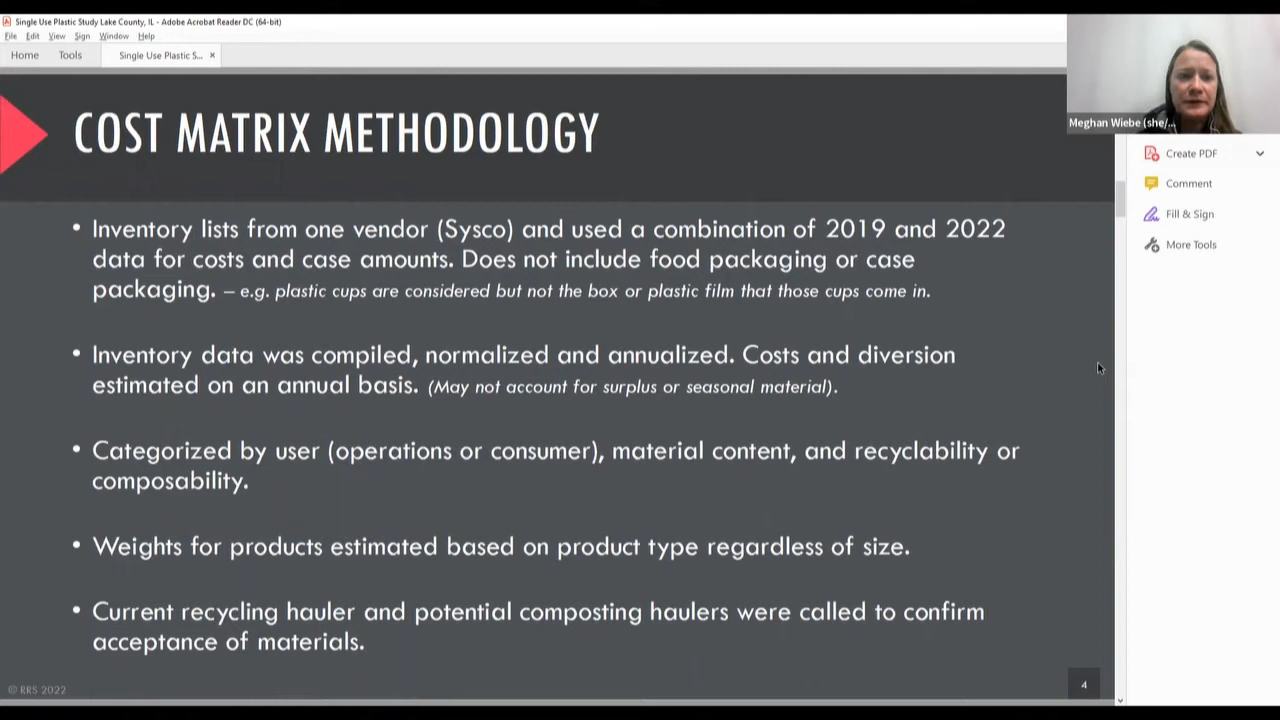 Single Use Plastic Study Lake County, IL - Adobe Acrobat Reader DC (64-bit)
File Edit View Sign Window Help
Home Tools Single Use Plastic S... ×
COST MATRIX METHODOLOGY
Meghan Wiebe (she/...
Create PDF
Comment
Fill & Sign
More Tools
• Inventory lists from one vendor (Sysco) and used a combination of 2019 and 2022
data for costs and case amounts. Does not include food packaging or case
packaging. – e.g. plastic cups are considered but not the box or plastic film that those cups come in.
• Inventory data was compiled, normalized and annualized. Costs and diversion
estimated on an annual basis. (May not account for surplus or seasonal material).
• Categorized by user (operations or consumer), material content, and recyclability or
composability.
• Weights for products estimated based on product type regardless of size.
• Current recycling hauler and potential composting haulers were called to confirm
acceptance of materials.
© RRS 2022
4